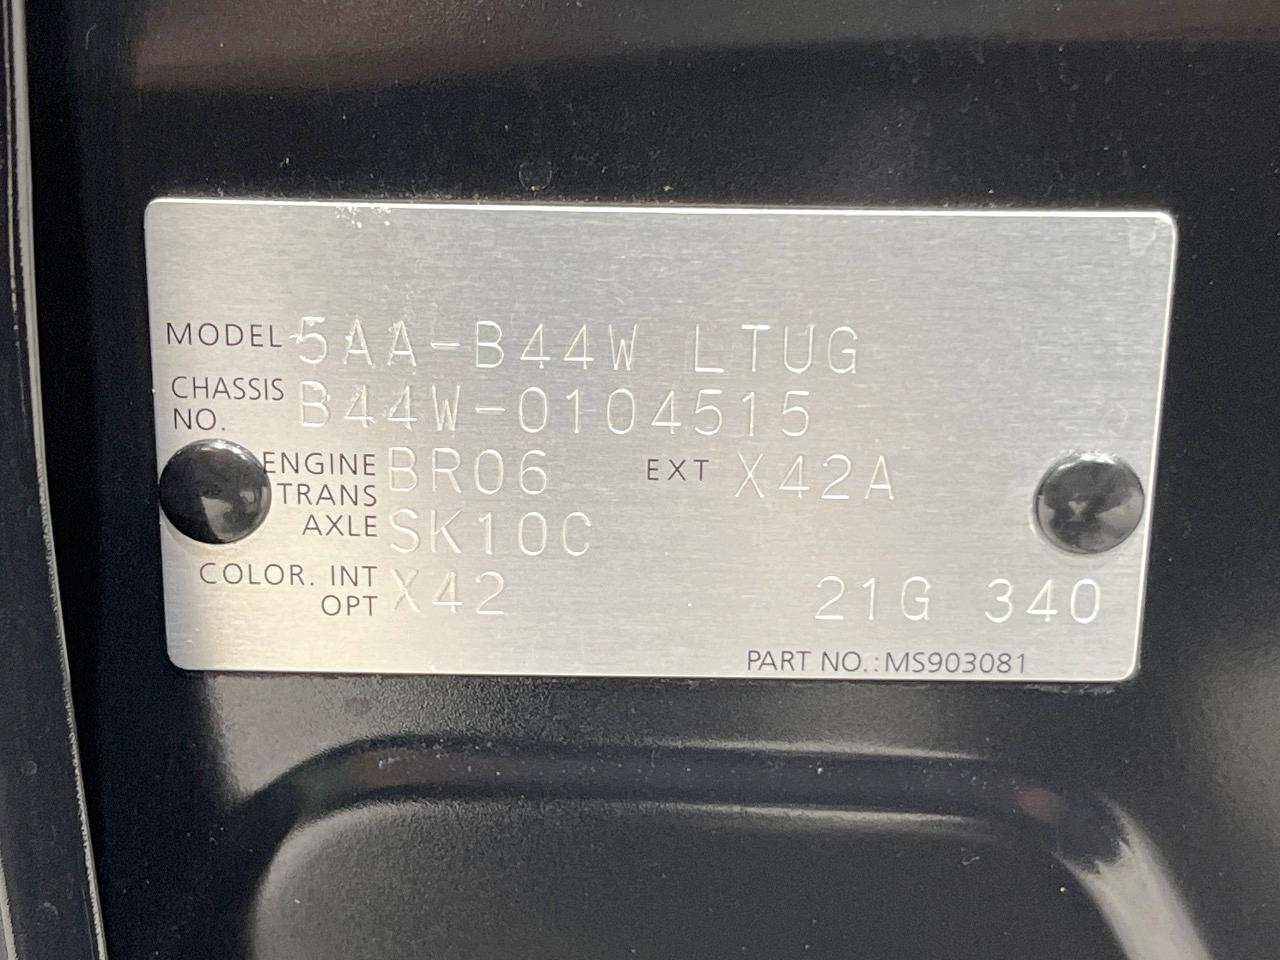 MODEL 5AA-B44W LTUG
CHASSIS
NO. B44W-0104515
ENGINE BR06 EXT X42A
TRANS
AXLE SK10C
COLOR. INT X42 21G 340
OPT
PART NO.:MS903081